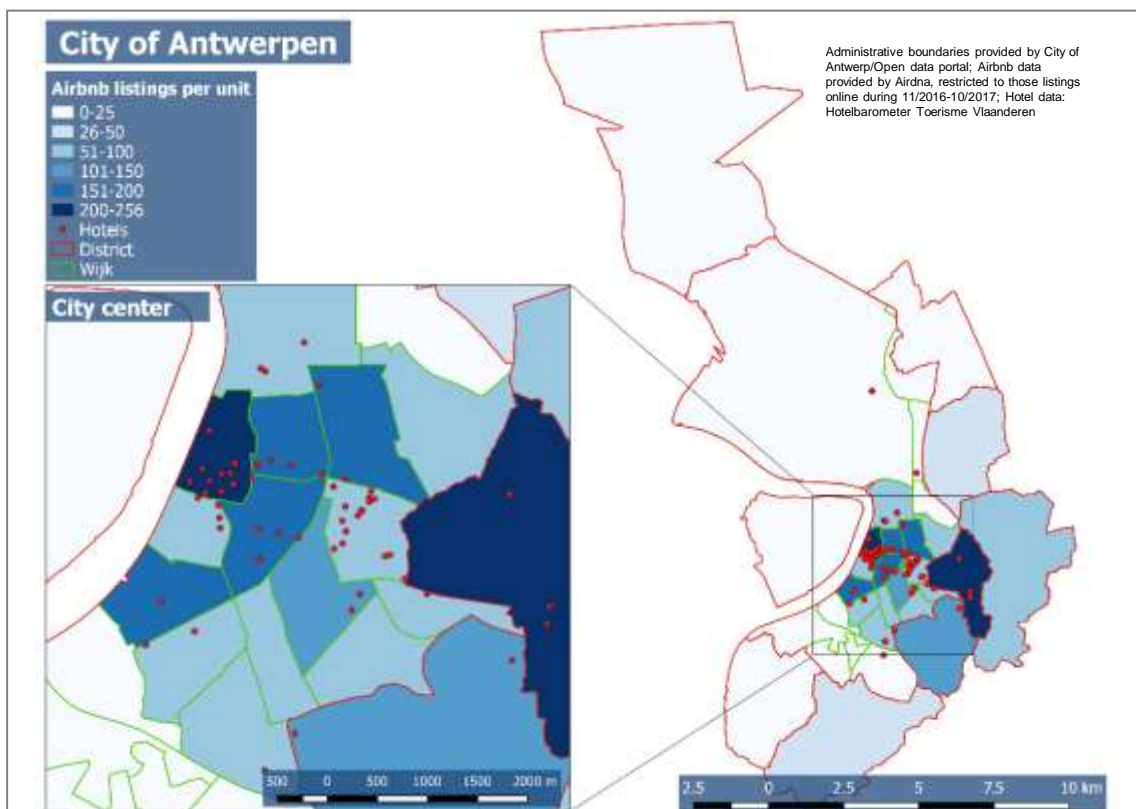 City of Antwerpen
Airbnb listings per unit
0-25
26-50
51-100
101-150
151-200
200-256
Hotels
District
Wijk
Administrative boundaries provided by City of
Antwerp/Open data portal; Airbnb data
provided by Airdna, restricted to those listings
online during 11/2016-10/2017; Hotel data:
Hotelbarometer Toerisme Vlaanderen
City center
500 0 500 1000 1500 2000 m
2.5 0 2.5 5 7.5 10 km